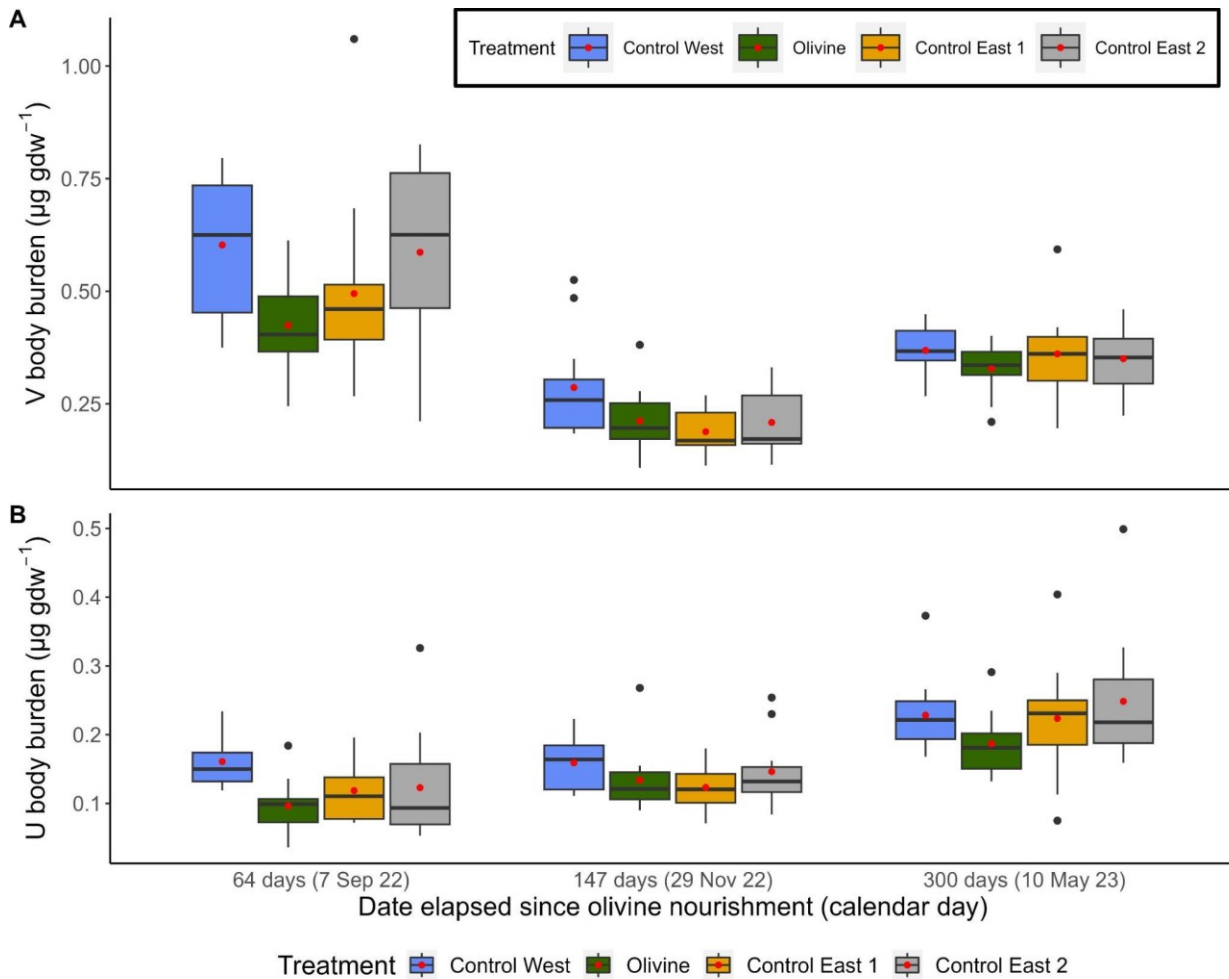 A
Treatment Control West Olivine Control East 1 Control East 2
1.00
0.75
0.50
0.25
V body burden (µg gdw⁻¹)
B
0.5
0.4
0.3
0.2
0.1
U body burden (µg gdw⁻¹)
64 days (7 Sep 22) 147 days (29 Nov 22) 300 days (10 May 23)
Date elapsed since olivine nourishment (calendar day)
Treatment Control West Olivine Control East 1 Control East 2